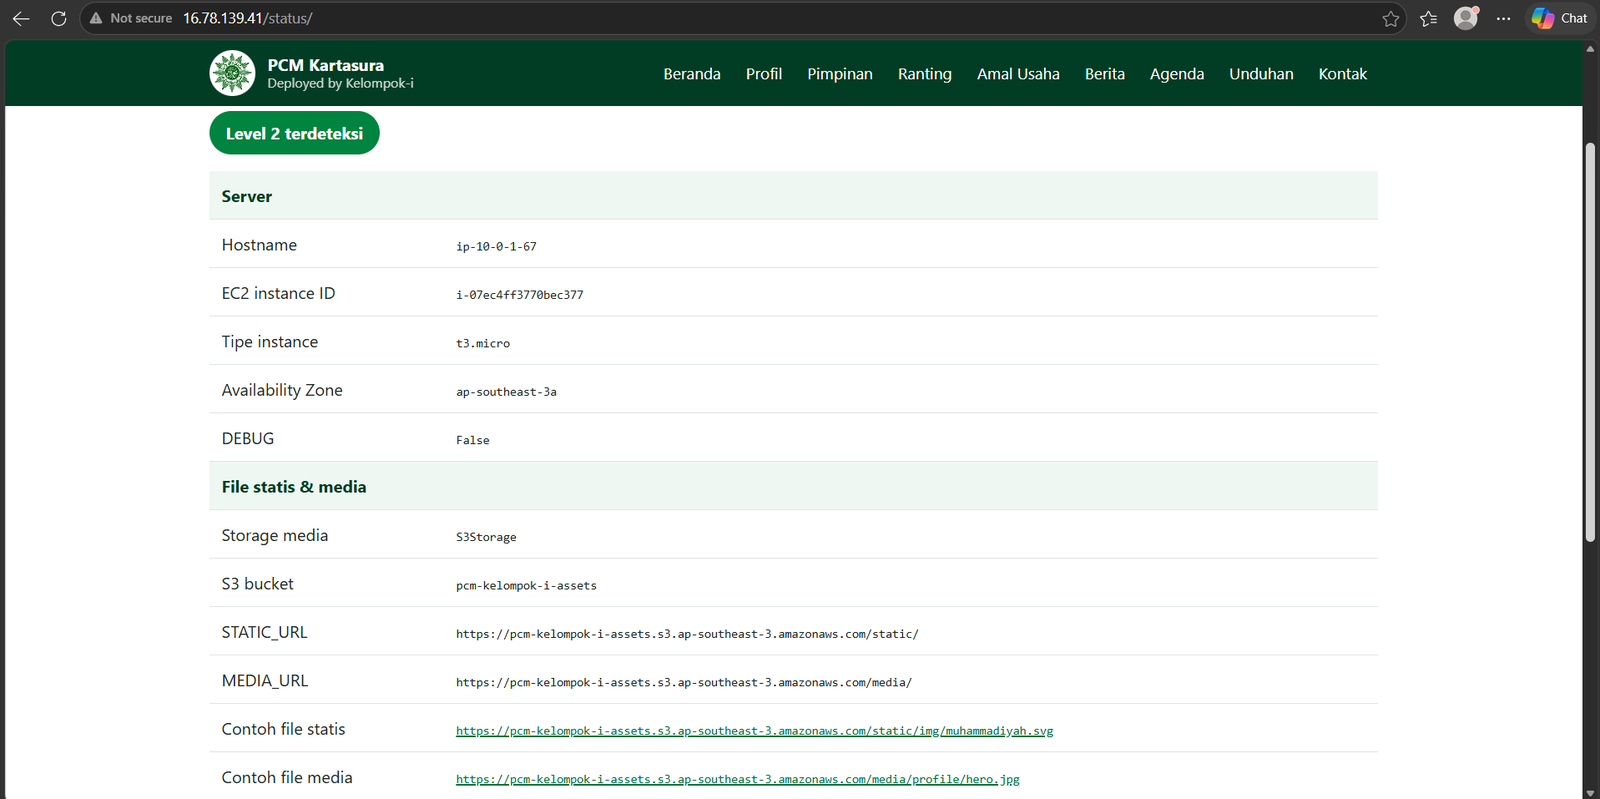 Not secure 16.78.139.41/status/
Chat
PCM Kartasura
Deployed by Kelompok-i
Beranda Profil Pimpinan Ranting Amal Usaha Berita Agenda Unduhan Kontak
Level 2 terdeteksi
Server
Hostname ip-10-0-1-67
EC2 instance ID i-07ec4ff3770bec377
Tipe instance t3.micro
Availability Zone ap-southeast-3a
DEBUG False
File statis & media
Storage media S3Storage
S3 bucket pcm-kelompok-i-assets
STATIC_URL https://pcm-kelompok-i-assets.s3.ap-southeast-3.amazonaws.com/static/
MEDIA_URL https://pcm-kelompok-i-assets.s3.ap-southeast-3.amazonaws.com/media/
Contoh file statis https://pcm-kelompok-i-assets.s3.ap-southeast-3.amazonaws.com/static/img/muhammadiyah.svg
Contoh file media https://pcm-kelompok-i-assets.s3.ap-southeast-3.amazonaws.com/media/profile/hero.jpg